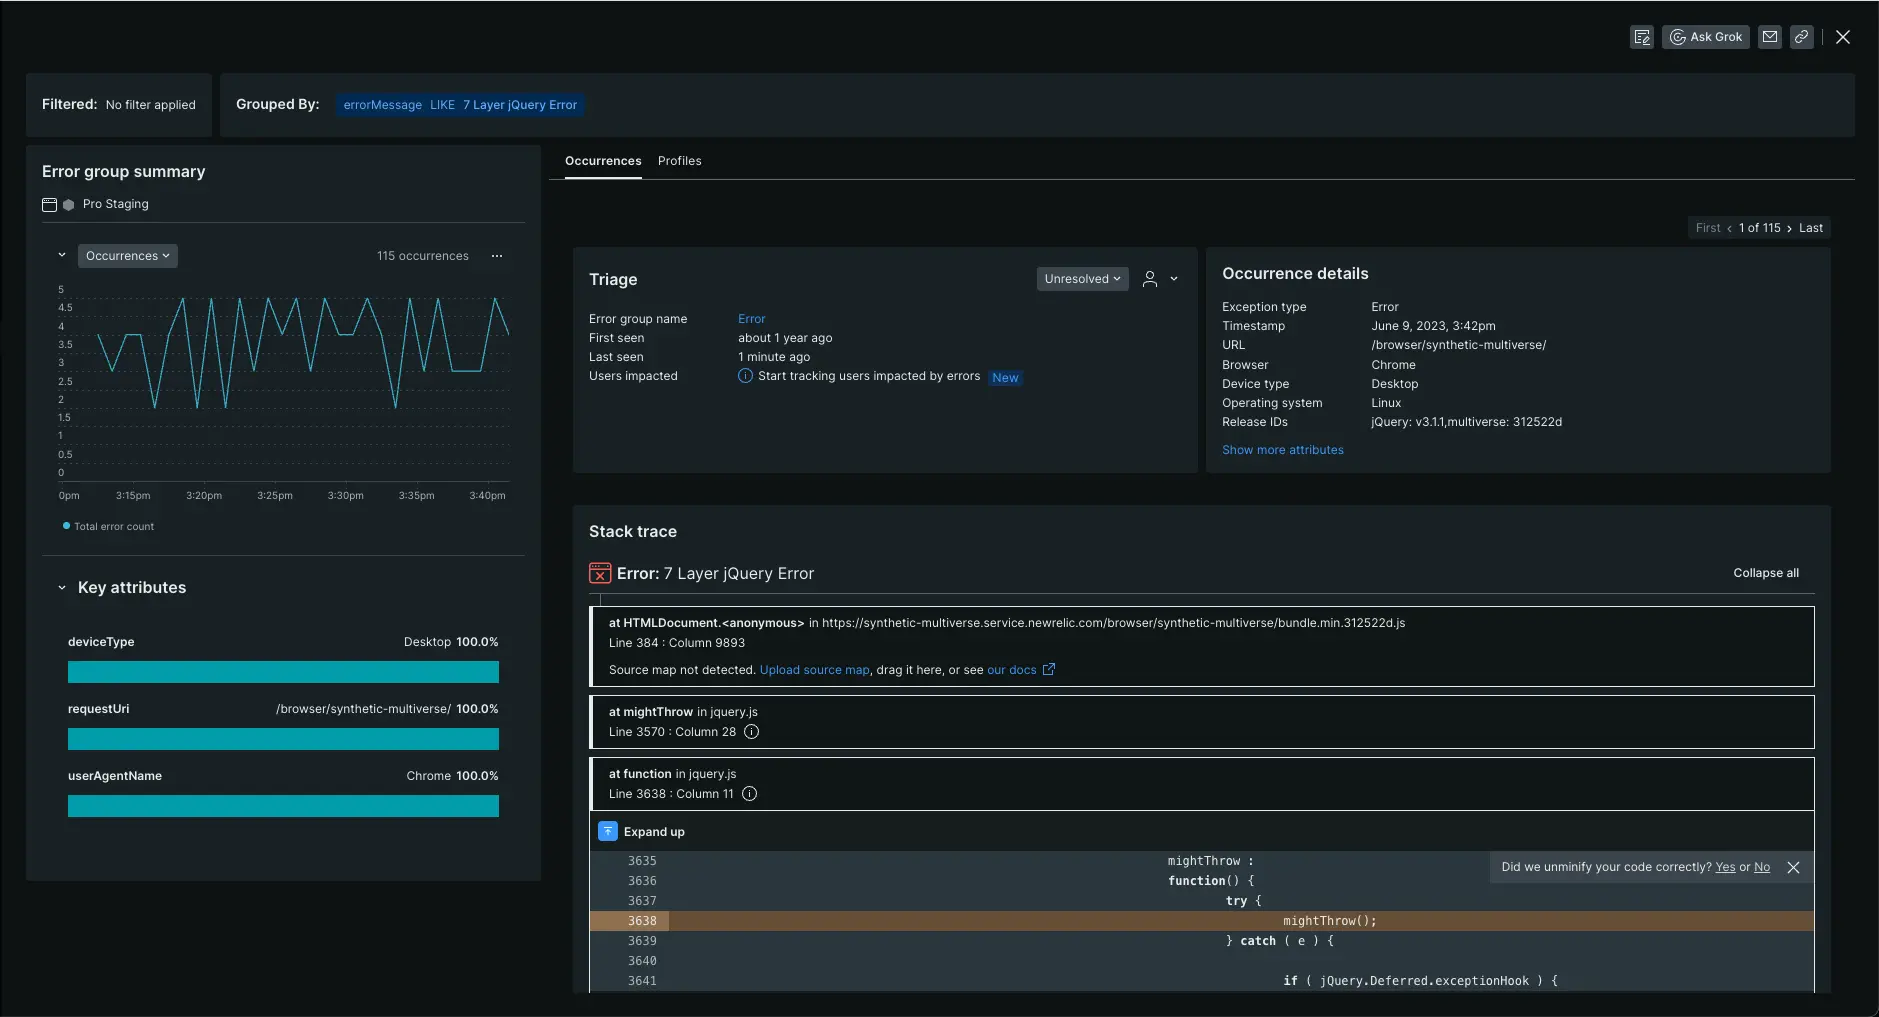 Ask Grok
Filtered: No filter applied
Grouped By: errorMessage LIKE 7 Layer jQuery Error
Error group summary
Pro Staging
Occurrences
115 occurrences
5
4.5
4
3.5
3
2.5
2
1.5
1
0.5
0
0pm 3:15pm 3:20pm 3:25pm 3:30pm 3:35pm 3:40pm
Total error count
Key attributes
deviceType Desktop 100.0%
requestUri /browser/synthetic-multiverse/ 100.0%
userAgentName Chrome 100.0%
Occurrences Profiles
First ‹ 1 of 115 › Last
Triage
Unresolved
Error group name Error
First seen about 1 year ago
Last seen 1 minute ago
Users impacted Start tracking users impacted by errors New
Occurrence details
Exception type Error
Timestamp June 9, 2023, 3:42pm
URL /browser/synthetic-multiverse/
Browser Chrome
Device type Desktop
Operating system Linux
Release IDs jQuery: v3.1.1,multiverse: 312522d
Show more attributes
Stack trace
Error: 7 Layer jQuery Error
Collapse all
at HTMLDocument.<anonymous> in https://synthetic-multiverse.service.newrelic.com/browser/synthetic-multiverse/bundle.min.312522d.js
Line 384 : Column 9893
Source map not detected. Upload source map, drag it here, or see our docs
at mightThrow in jquery.js
Line 3570 : Column 28
at function in jquery.js
Line 3638 : Column 11
Expand up
Did we unminify your code correctly? Yes or No
3635 mightThrow :
3636 function() {
3637 try {
3638 mightThrow();
3639 } catch ( e ) {
3640
3641 if ( jQuery.Deferred.exceptionHook ) {